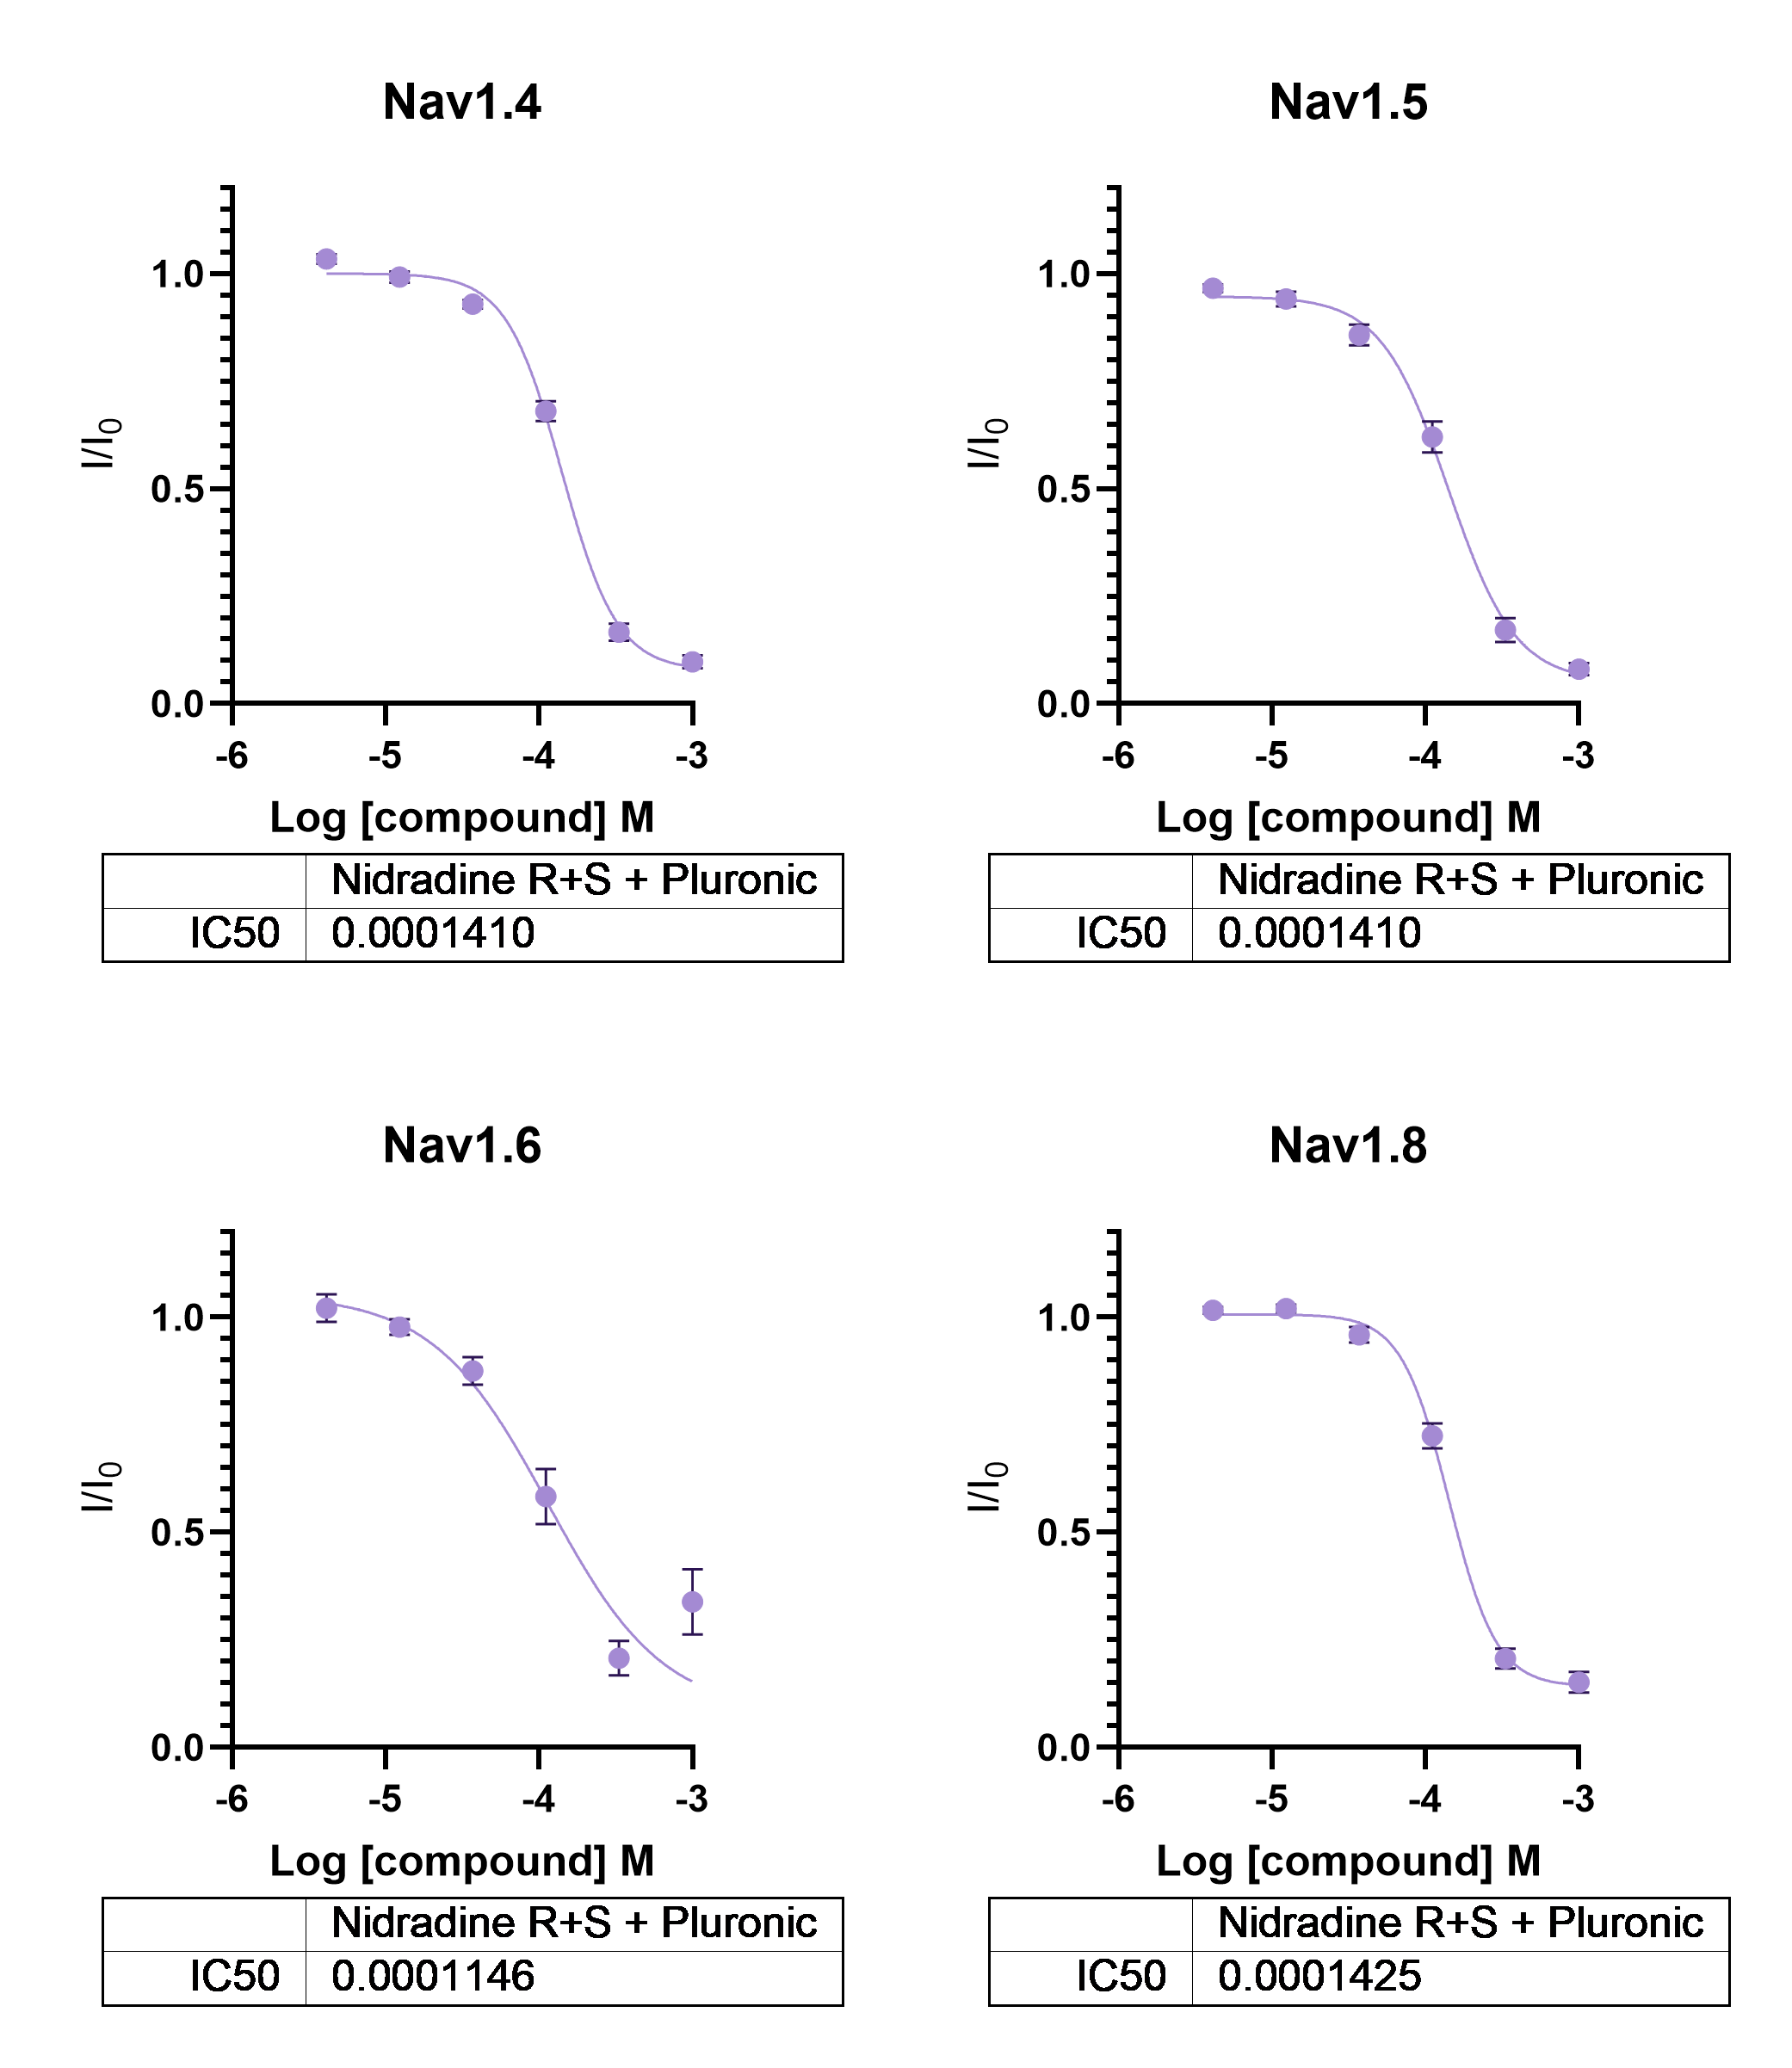 Nav1.4
I/I0
1.0
0.5
0.0
-6 -5 -4 -3
Log [compound] M
Nidradine R+S + Pluronic
IC50 0.0001410
Nav1.5
I/I0
1.0
0.5
0.0
-6 -5 -4 -3
Log [compound] M
Nidradine R+S + Pluronic
IC50 0.0001410
Nav1.6
I/I0
1.0
0.5
0.0
-6 -5 -4 -3
Log [compound] M
Nidradine R+S + Pluronic
IC50 0.0001146
Nav1.8
I/I0
1.0
0.5
0.0
-6 -5 -4 -3
Log [compound] M
Nidradine R+S + Pluronic
IC50 0.0001425